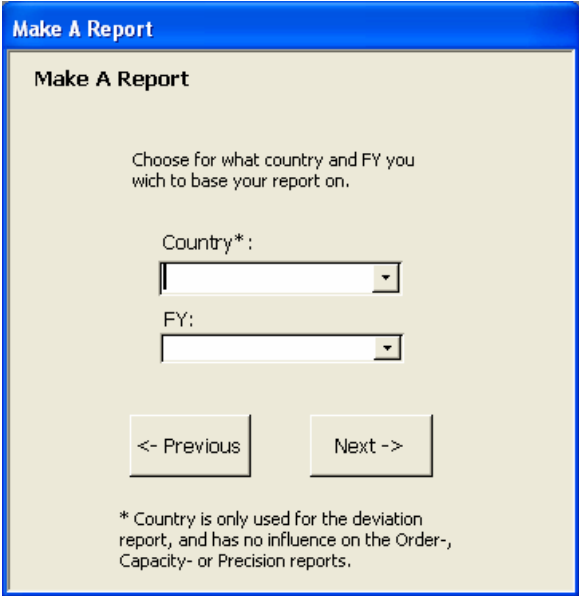 Make A Report
Make A Report
Choose for what country and FY you
wich to base your report on.
Country*:
FY:
<- Previous
Next ->
* Country is only used for the deviation
report, and has no influence on the Order-,
Capacity- or Precision reports.